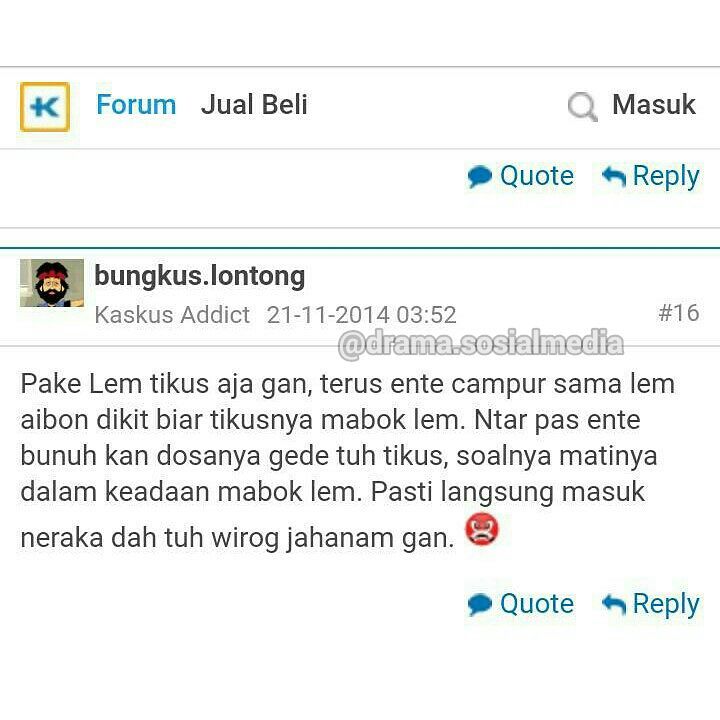 K Forum Jual Beli Masuk
Quote Reply
bungkus.lontong
Kaskus Addict 21-11-2014 03:52 #16
@drama.sosialmedia
Pake Lem tikus aja gan, terus ente campur sama lem
aibon dikit biar tikusnya mabok lem. Ntar pas ente
bunuh kan dosanya gede tuh tikus, soalnya matinya
dalam keadaan mabok lem. Pasti langsung masuk
neraka dah tuh wirog jahanam gan.
Quote Reply